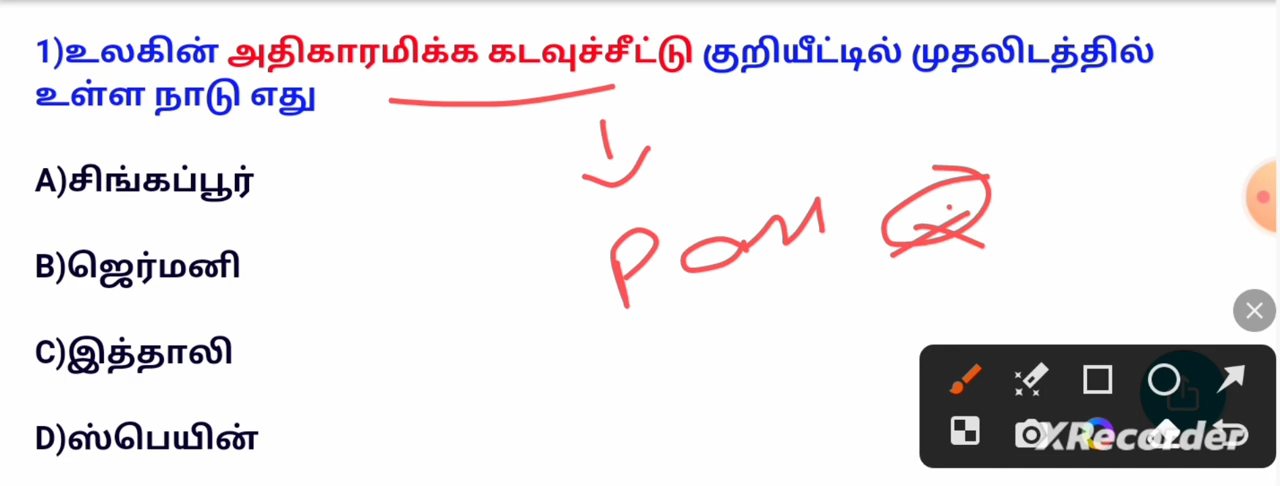 1)உலகின் அதிகாரமிக்க கடவுச்சீட்டு குறியீட்டில் முதலிடத்தில்
உள்ள நாடு எது
A)சிங்கப்பூர்
B)ஜெர்மனி
C)இத்தாலி
D)ஸ்பெயின்
XRecorder